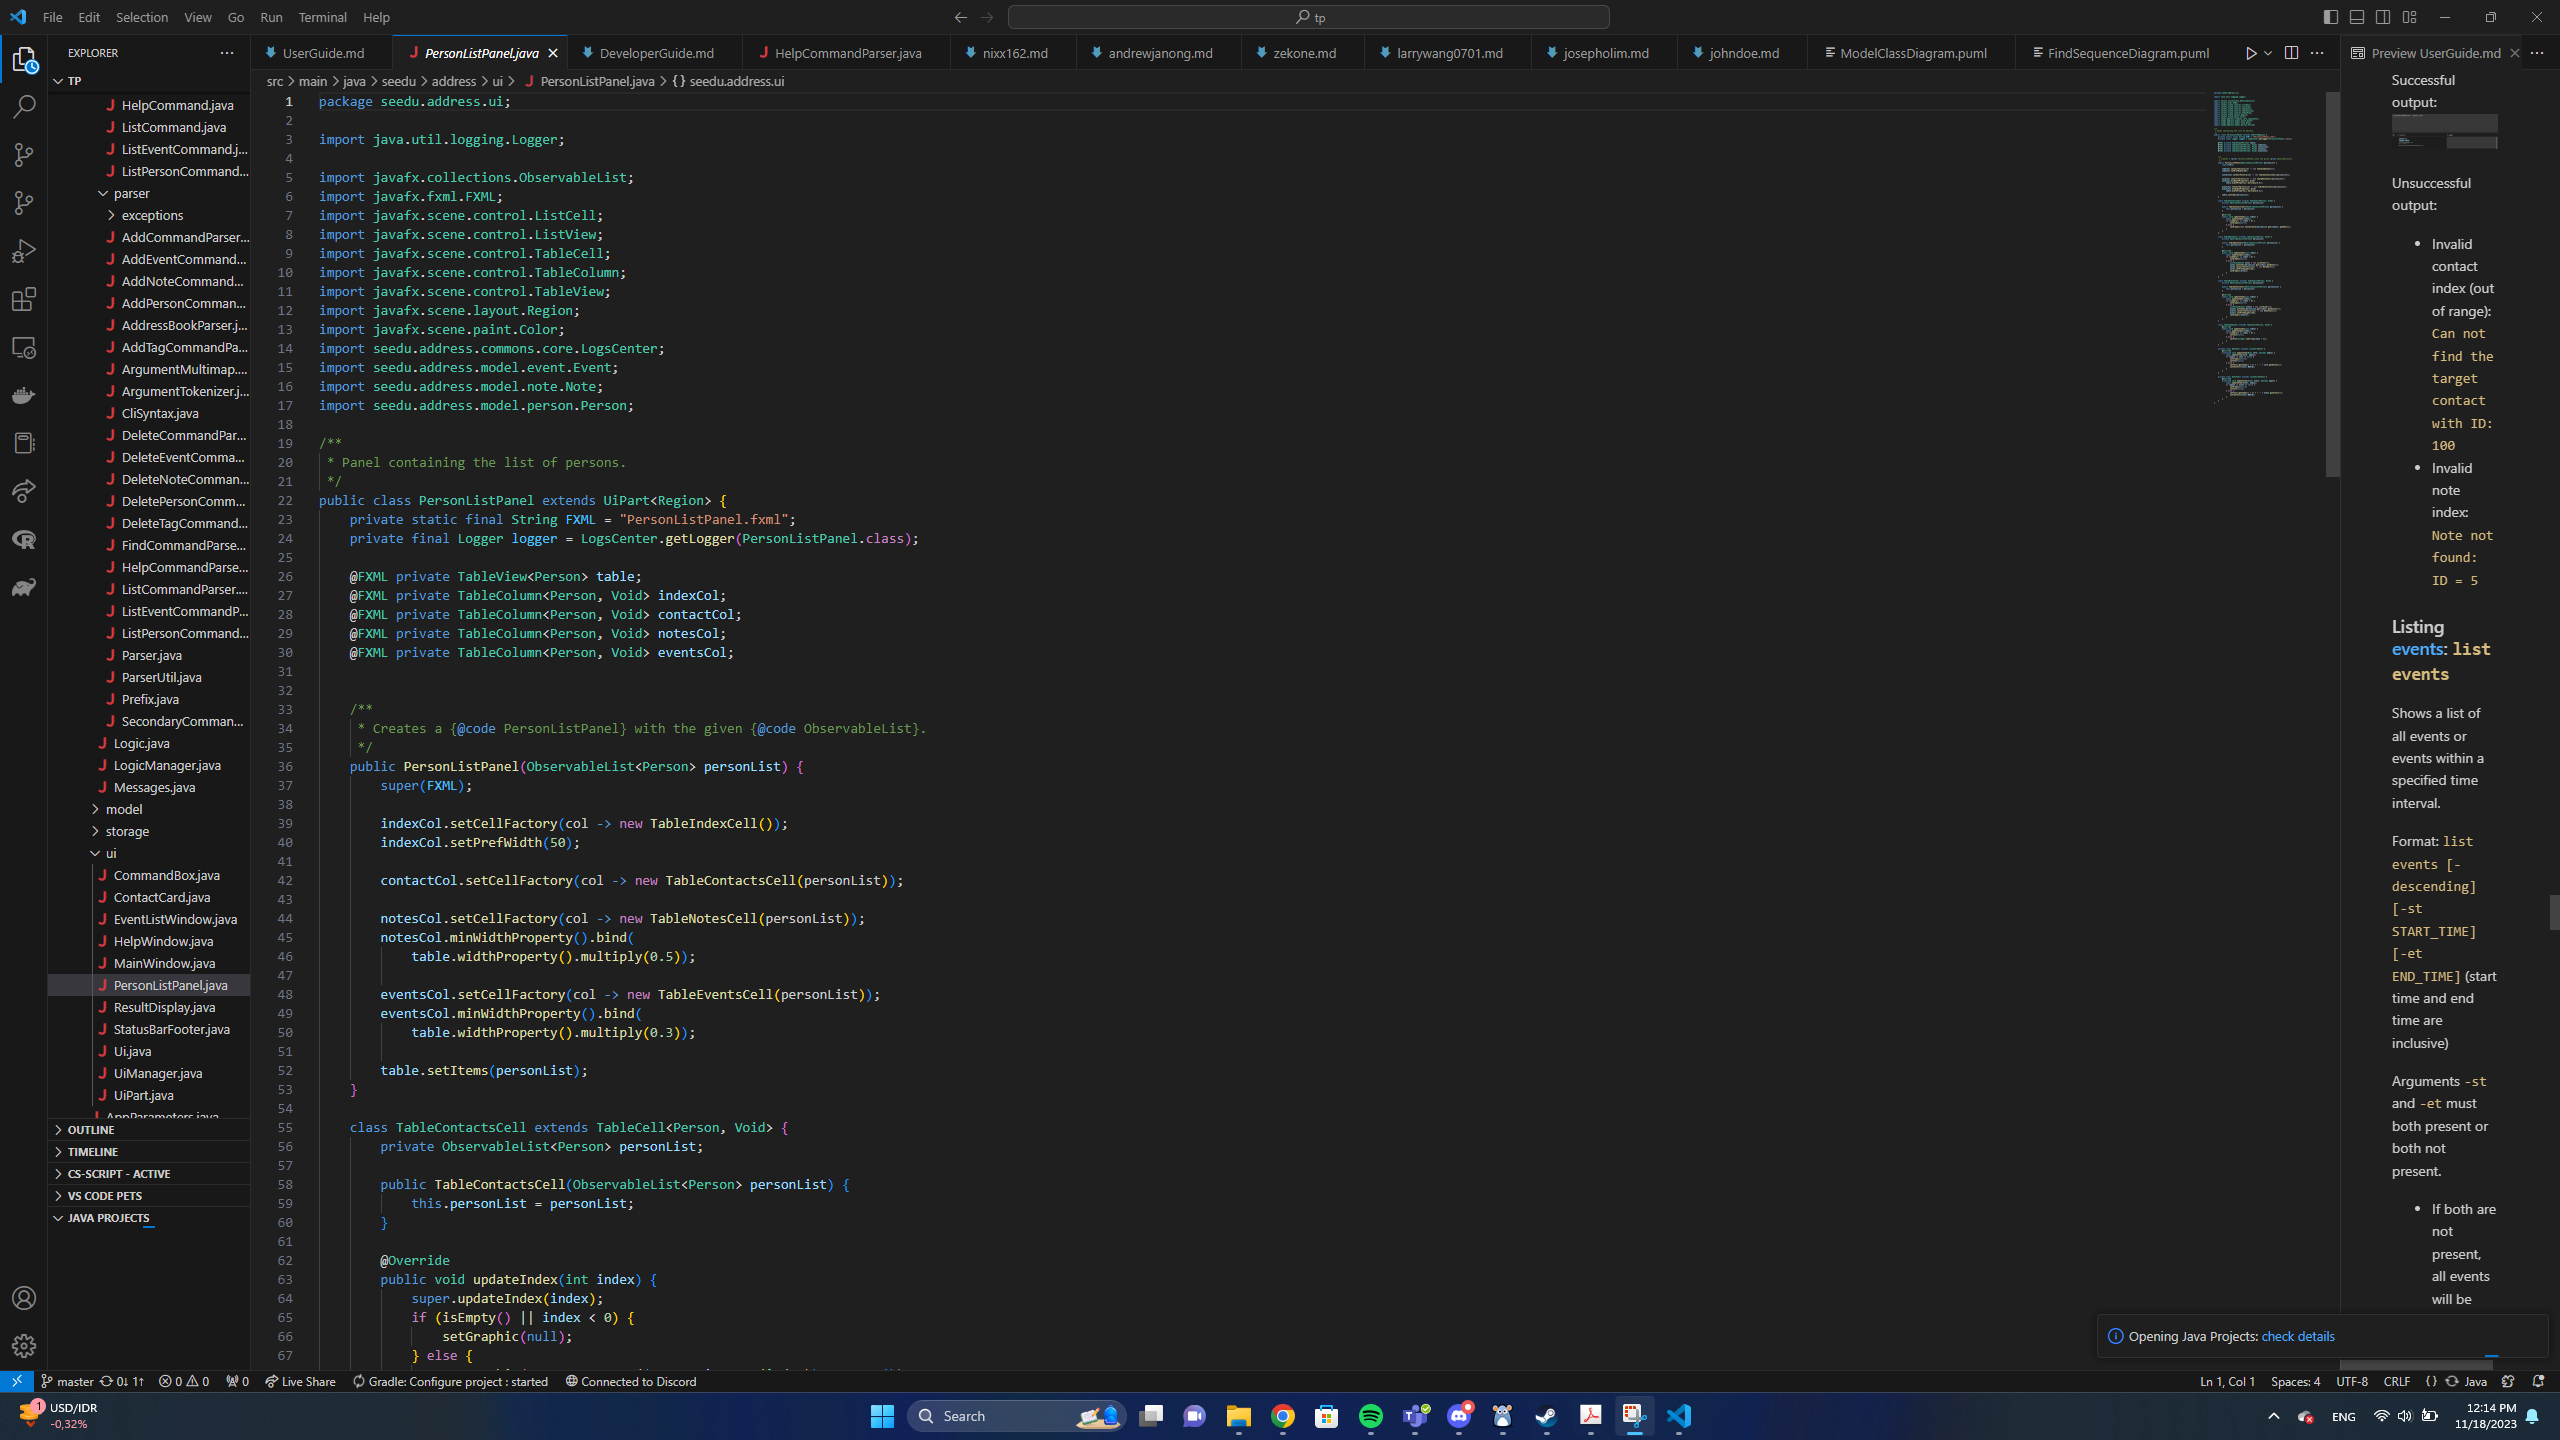 File Edit Selection View Go Run Terminal Help
tp
EXPLORER
TP
HelpCommand.java
ListCommand.java
ListEventCommand.j...
ListPersonCommand...
parser
exceptions
AddCommandParser...
AddEventCommand...
AddNoteCommand...
AddPersonComman...
AddressBookParser.j...
AddTagCommandPa...
ArgumentMultimap....
ArgumentTokenizer.j...
CliSyntax.java
DeleteCommandPar...
DeleteEventComma...
DeleteNoteComman...
DeletePersonComm...
DeleteTagCommand...
FindCommandParse...
HelpCommandParse...
ListCommandParser....
ListEventCommandP...
ListPersonCommand...
Parser.java
ParserUtil.java
Prefix.java
SecondaryComman...
Logic.java
LogicManager.java
Messages.java
model
storage
ui
CommandBox.java
ContactCard.java
EventListWindow.java
HelpWindow.java
MainWindow.java
PersonListPanel.java
ResultDisplay.java
StatusBarFooter.java
Ui.java
UiManager.java
UiPart.java
AppParameters.java
OUTLINE
TIMELINE
CS-SCRIPT - ACTIVE
VS CODE PETS
JAVA PROJECTS
UserGuide.md PersonListPanel.java DeveloperGuide.md HelpCommandParser.java nixx162.md andrewjanong.md zekone.md larrywang0701.md josepholim.md johndoe.md ModelClassDiagram.puml FindSequenceDiagram.puml
src > main > java > seedu > address > ui > PersonListPanel.java > {} seedu.address.ui
1 package seedu.address.ui;
2
3 import java.util.logging.Logger;
4
5 import javafx.collections.ObservableList;
6 import javafx.fxml.FXML;
7 import javafx.scene.control.ListCell;
8 import javafx.scene.control.ListView;
9 import javafx.scene.control.TableCell;
10 import javafx.scene.control.TableColumn;
11 import javafx.scene.control.TableView;
12 import javafx.scene.layout.Region;
13 import javafx.scene.paint.Color;
14 import seedu.address.commons.core.LogsCenter;
15 import seedu.address.model.event.Event;
16 import seedu.address.model.note.Note;
17 import seedu.address.model.person.Person;
18
19 /**
20 * Panel containing the list of persons.
21 */
22 public class PersonListPanel extends UiPart<Region> {
23 private static final String FXML = "PersonListPanel.fxml";
24 private final Logger logger = LogsCenter.getLogger(PersonListPanel.class);
25
26 @FXML private TableView<Person> table;
27 @FXML private TableColumn<Person, Void> indexCol;
28 @FXML private TableColumn<Person, Void> contactCol;
29 @FXML private TableColumn<Person, Void> notesCol;
30 @FXML private TableColumn<Person, Void> eventsCol;
31
32
33 /**
34 * Creates a {@code PersonListPanel} with the given {@code ObservableList}.
35 */
36 public PersonListPanel(ObservableList<Person> personList) {
37 super(FXML);
38
39 indexCol.setCellFactory(col -> new TableIndexCell());
40 indexCol.setPrefWidth(50);
41
42 contactCol.setCellFactory(col -> new TableContactsCell(personList));
43
44 notesCol.setCellFactory(col -> new TableNotesCell(personList));
45 notesCol.minWidthProperty().bind(
46 table.widthProperty().multiply(0.5));
47
48 eventsCol.setCellFactory(col -> new TableEventsCell(personList));
49 eventsCol.minWidthProperty().bind(
50 table.widthProperty().multiply(0.3));
51
52 table.setItems(personList);
53 }
54
55 class TableContactsCell extends TableCell<Person, Void> {
56 private ObservableList<Person> personList;
57
58 public TableContactsCell(ObservableList<Person> personList) {
59 this.personList = personList;
60 }
61
62 @Override
63 public void updateIndex(int index) {
64 super.updateIndex(index);
65 if (isEmpty() || index < 0) {
66 setGraphic(null);
67 } else {
Preview UserGuide.md
Successful
output:
Unsuccessful
output:
• Invalid
contact
index (out
of range):
Can not
find the
target
contact
with ID:
100
• Invalid
note
index:
Note not
found:
ID = 5
Listing
events: list
events
Shows a list of
all events or
events within a
specified time
interval.
Format: list
events [-
descending]
[-st
START_TIME]
[-et
END_TIME] (start
time and end
time are
inclusive)
Arguments -st
and -et must
both present or
both not
present.
• If both are
not
present,
all events
will be
Opening Java Projects: check details
master 0↓ 1↑ 0 0 0 Live Share Gradle: Configure project : started Connected to Discord
Ln 1, Col 1 Spaces: 4 UTF-8 CRLF {} Java
1
USD/IDR
-0,32%
Search
ENG
12:14 PM
11/18/2023